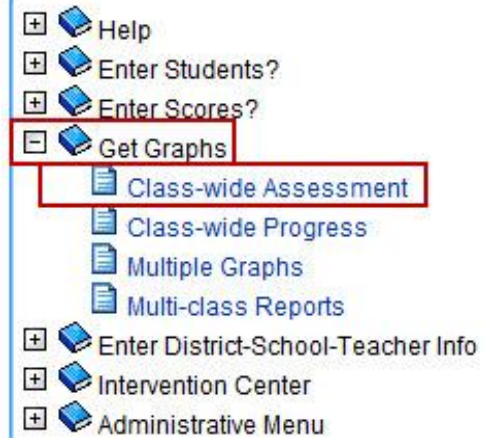 Help
Enter Students?
Enter Scores?
Get Graphs
Class-wide Assessment
Class-wide Progress
Multiple Graphs
Multi-class Reports
Enter District-School-Teacher Info
Intervention Center
Administrative Menu